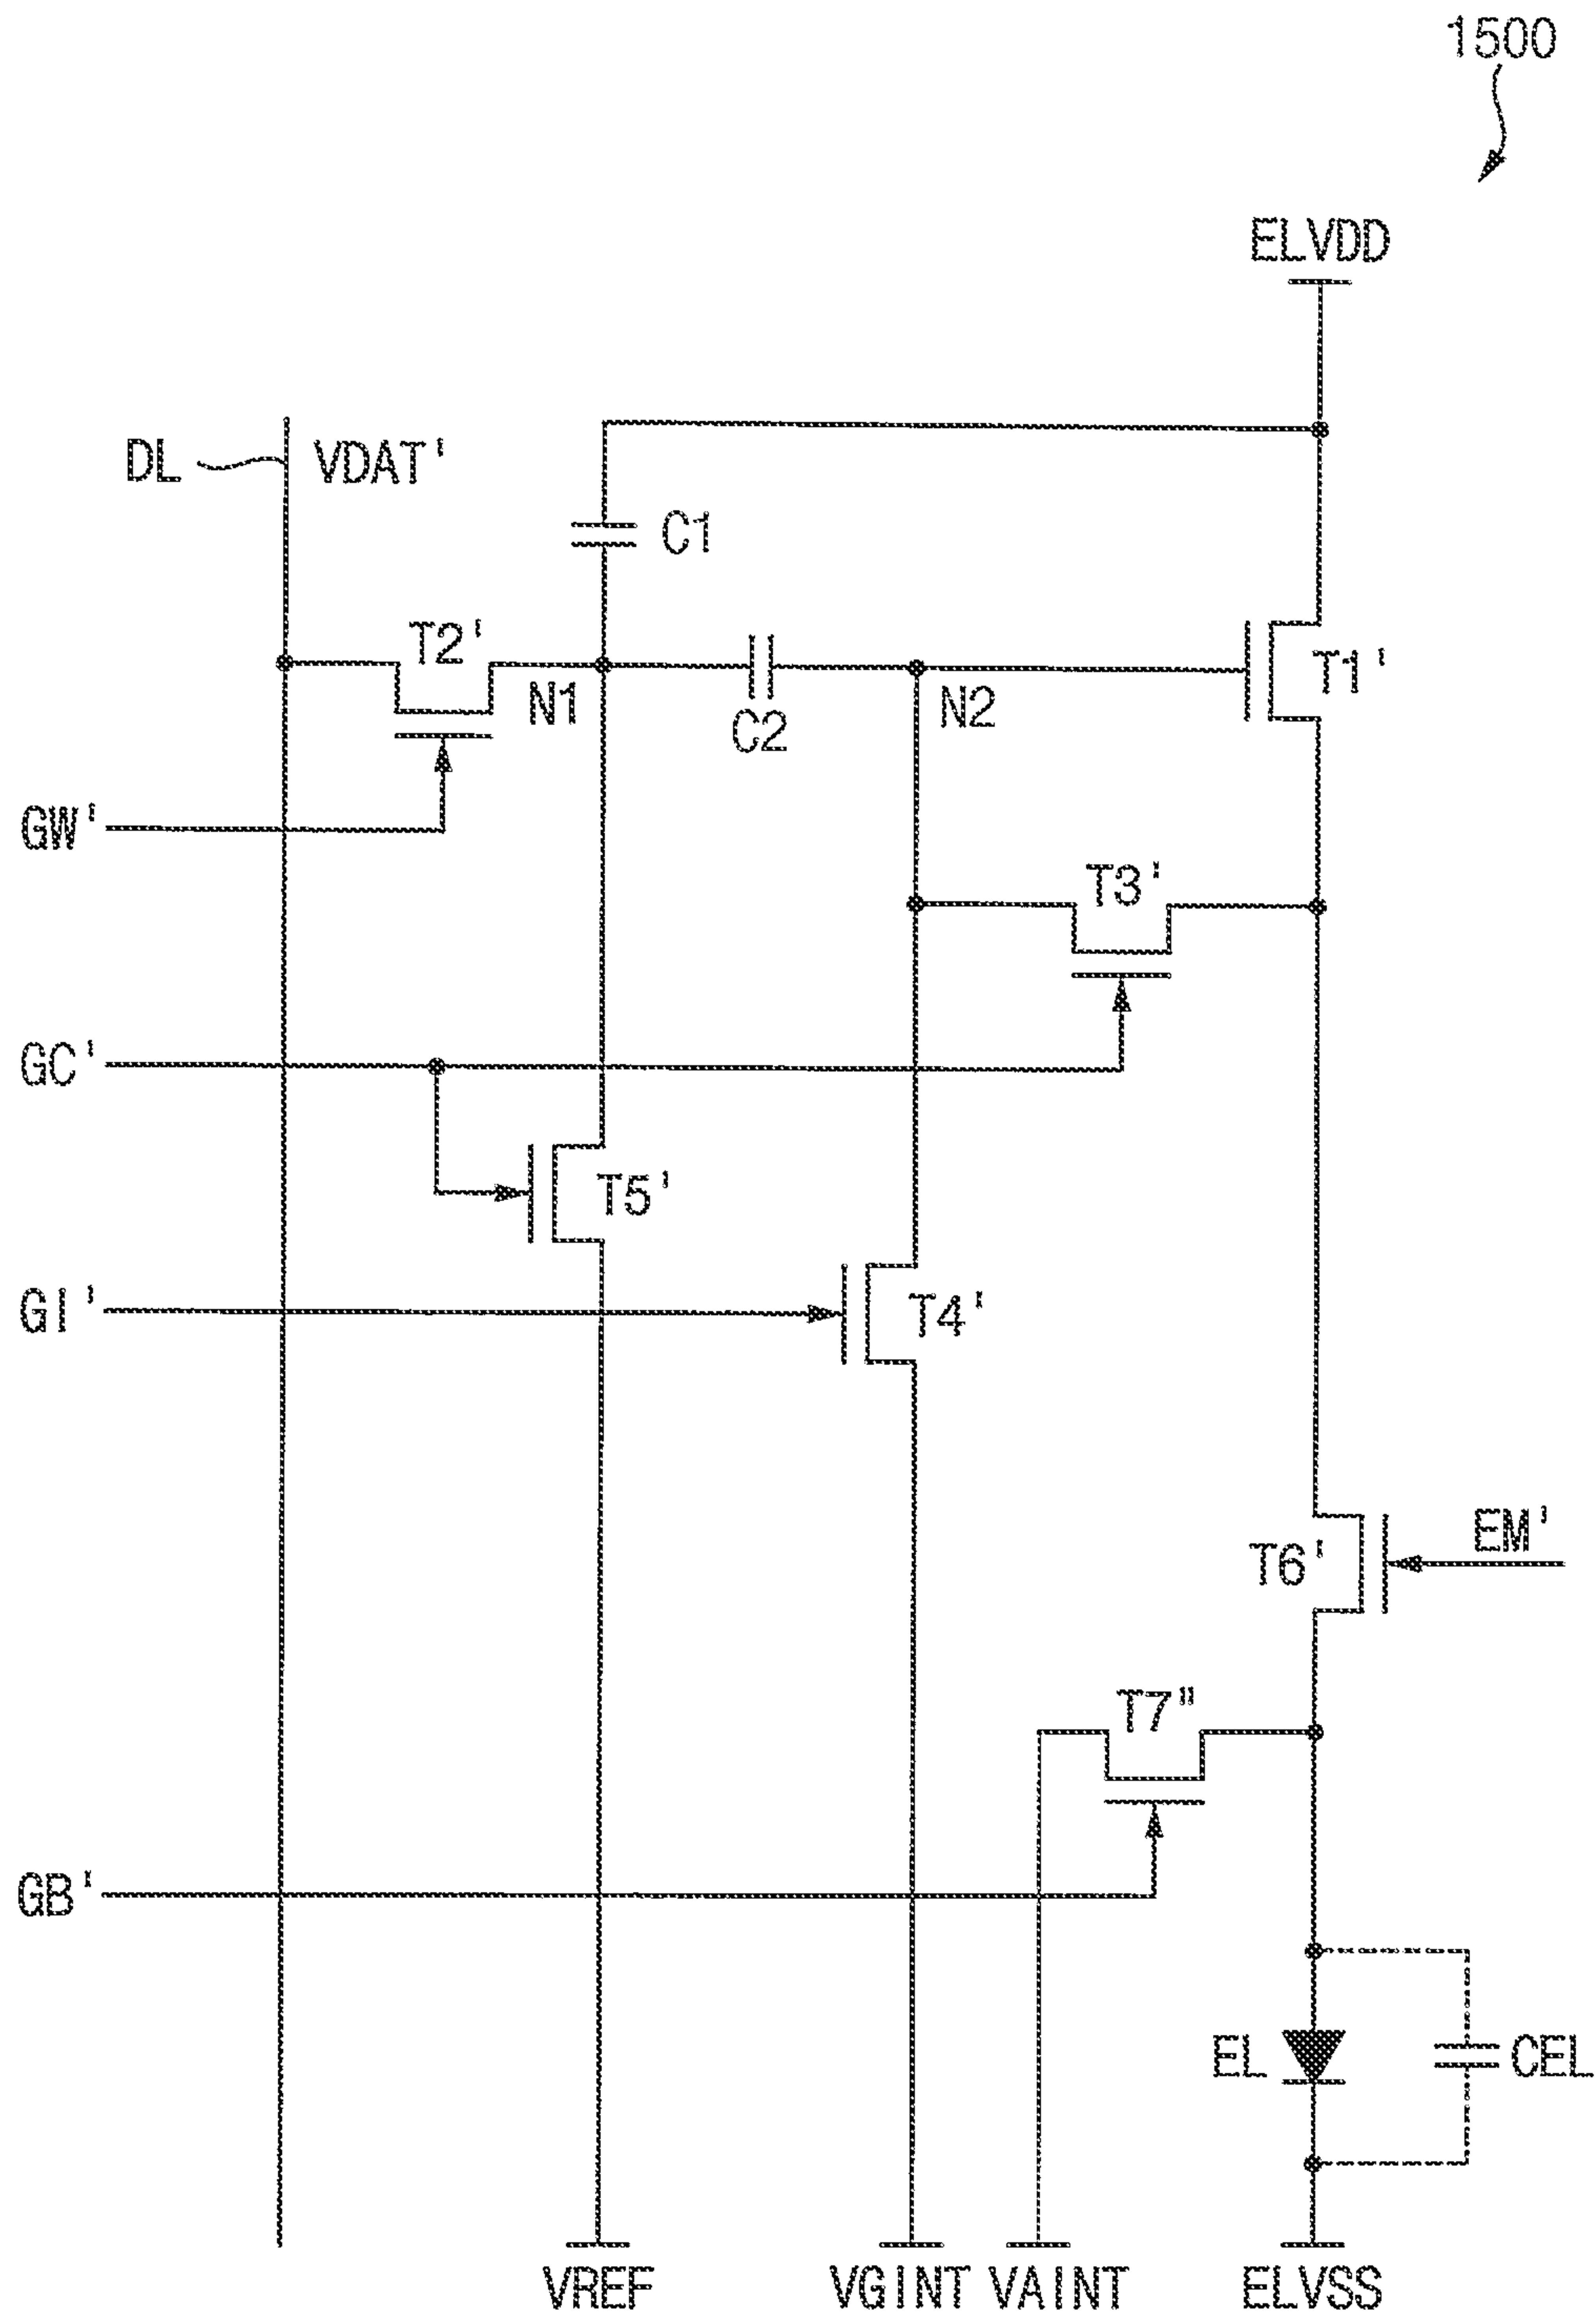 1500
ELVDD
DL
VDAT'
C1
T2'
T1'
N1
N2
C2
GW'
T3'
GC'
T5'
GI'
T4'
EM'
T6'
T7"
GB'
EL
CEL
VREF
VGINT
VAINT
ELVSS